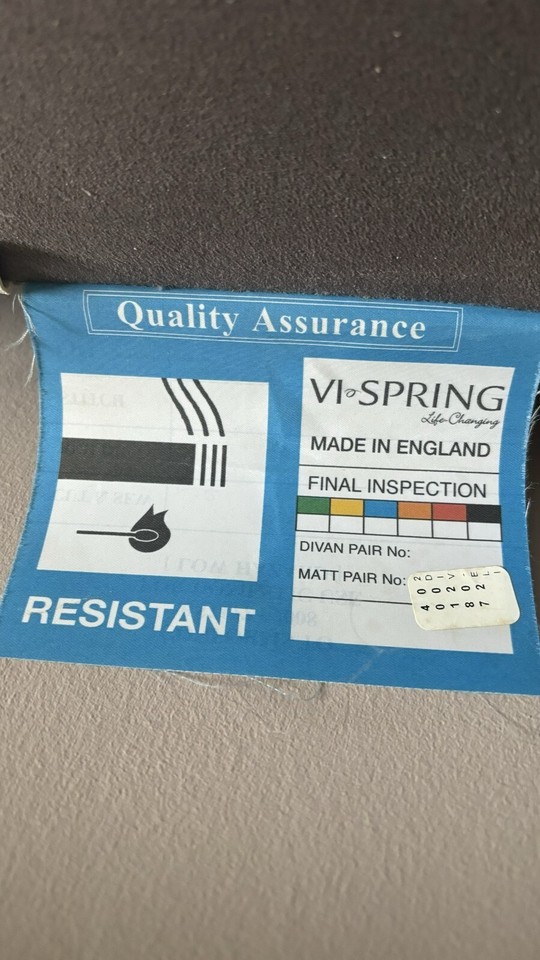 Quality Assurance
RESISTANT
VI-SPRING
Life-Changing
MADE IN ENGLAND
FINAL INSPECTION
DIVAN PAIR No:
MATT PAIR No: